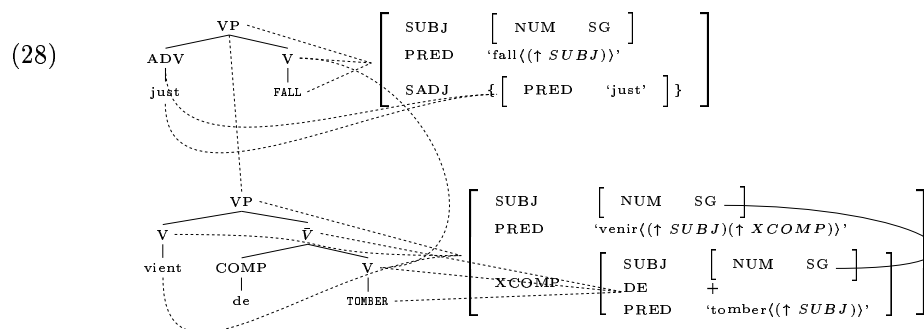 (28)
VP
ADV V
just FALL
SUBJ [ NUM SG ]
PRED ‘fall⟨(↑ SUBJ)⟩’
SADJ {[ PRED ‘just’ ]}
VP
V V̄
vient COMP V
de TOMBER
SUBJ [ NUM SG ]
PRED ‘venir⟨(↑ SUBJ)(↑ XCOMP)⟩’
SUBJ [ NUM SG ]
XCOMP DE +
PRED ‘tomber⟨(↑ SUBJ)⟩’